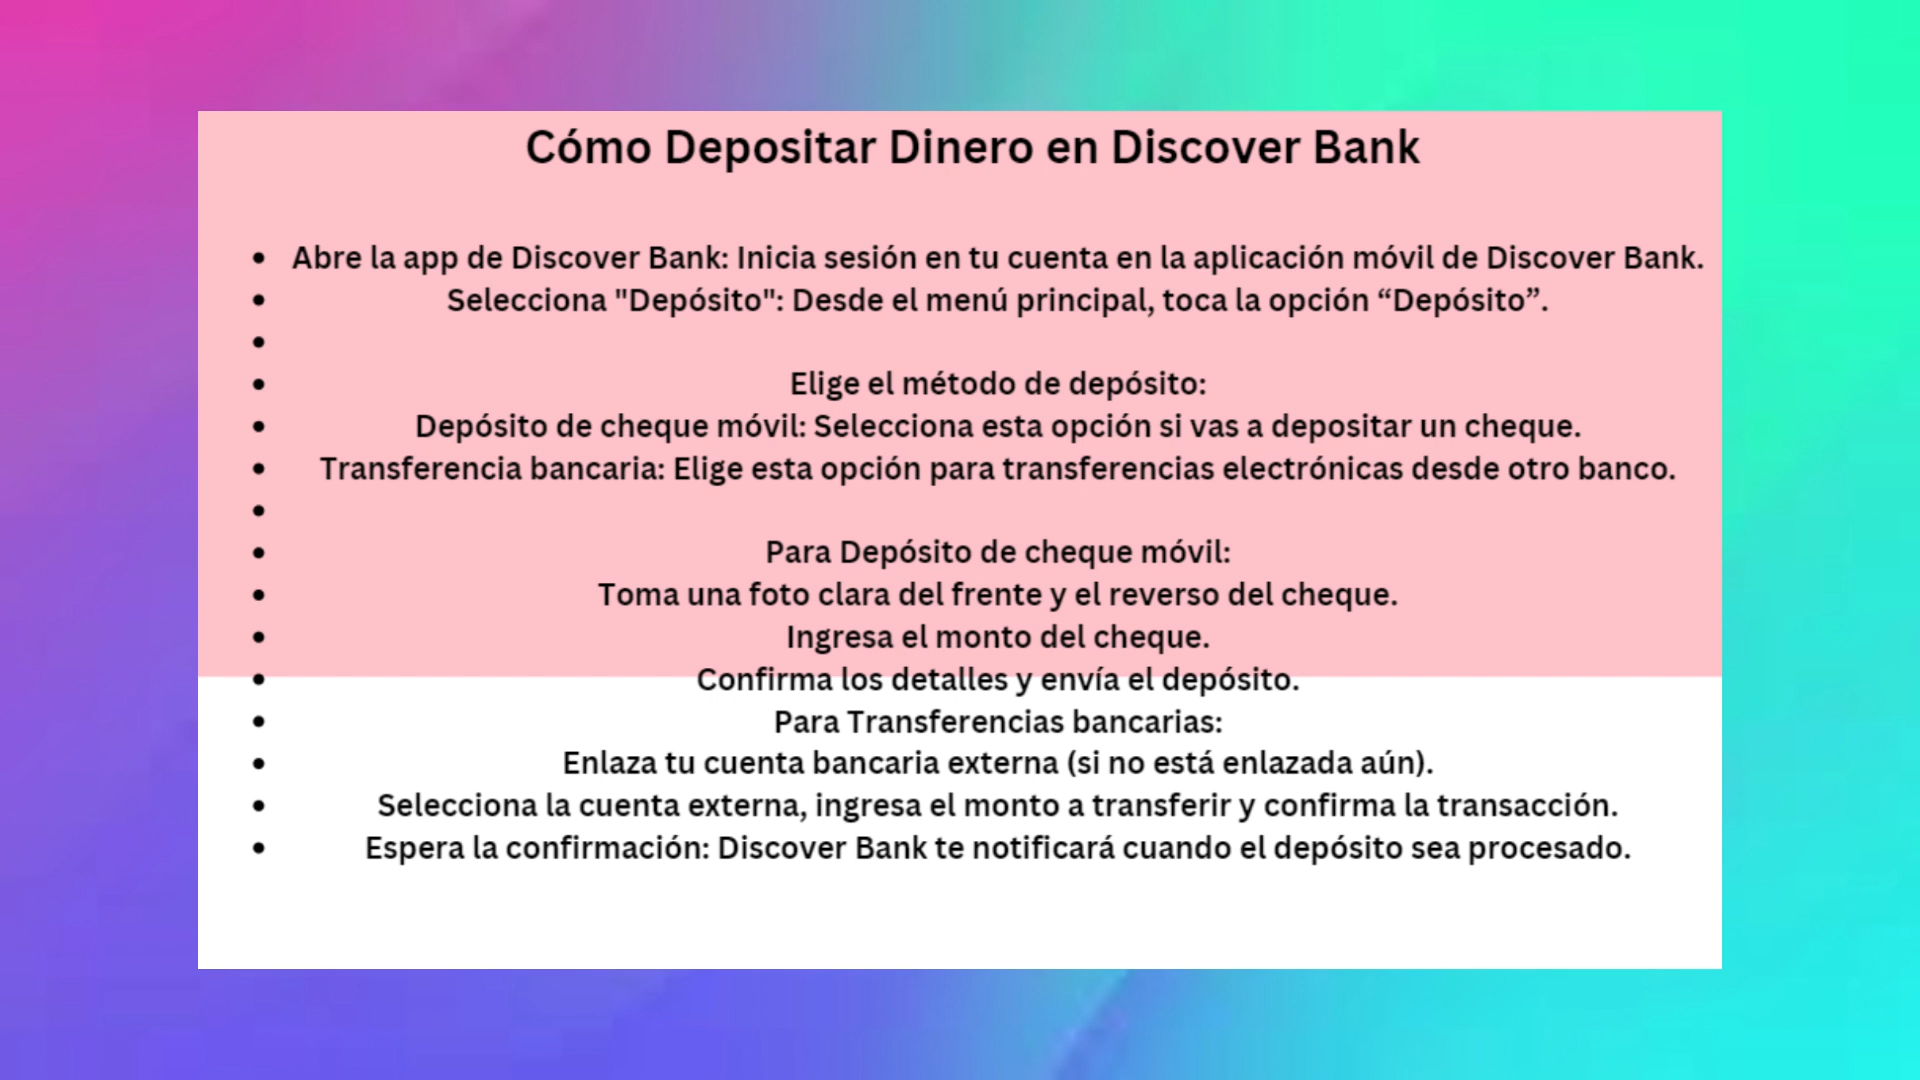 Cómo Depositar Dinero en Discover Bank
• Abre la app de Discover Bank: Inicia sesión en tu cuenta en la aplicación móvil de Discover Bank.
• Selecciona "Depósito": Desde el menú principal, toca la opción “Depósito”.
•
• Elige el método de depósito:
• Depósito de cheque móvil: Selecciona esta opción si vas a depositar un cheque.
• Transferencia bancaria: Elige esta opción para transferencias electrónicas desde otro banco.
•
• Para Depósito de cheque móvil:
• Toma una foto clara del frente y el reverso del cheque.
• Ingresa el monto del cheque.
• Confirma los detalles y envía el depósito.
• Para Transferencias bancarias:
• Enlaza tu cuenta bancaria externa (si no está enlazada aún).
• Selecciona la cuenta externa, ingresa el monto a transferir y confirma la transacción.
• Espera la confirmación: Discover Bank te notificará cuando el depósito sea procesado.